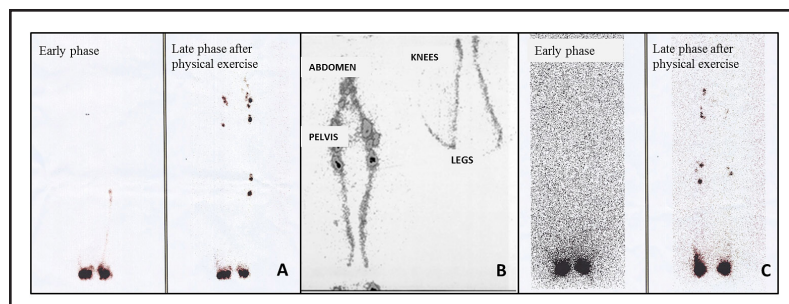 Early phase
Late phase after
physical exercise
A
ABDOMEN
PELVIS
KNEES
LEGS
B
Early phase
Late phase after
physical exercise
C